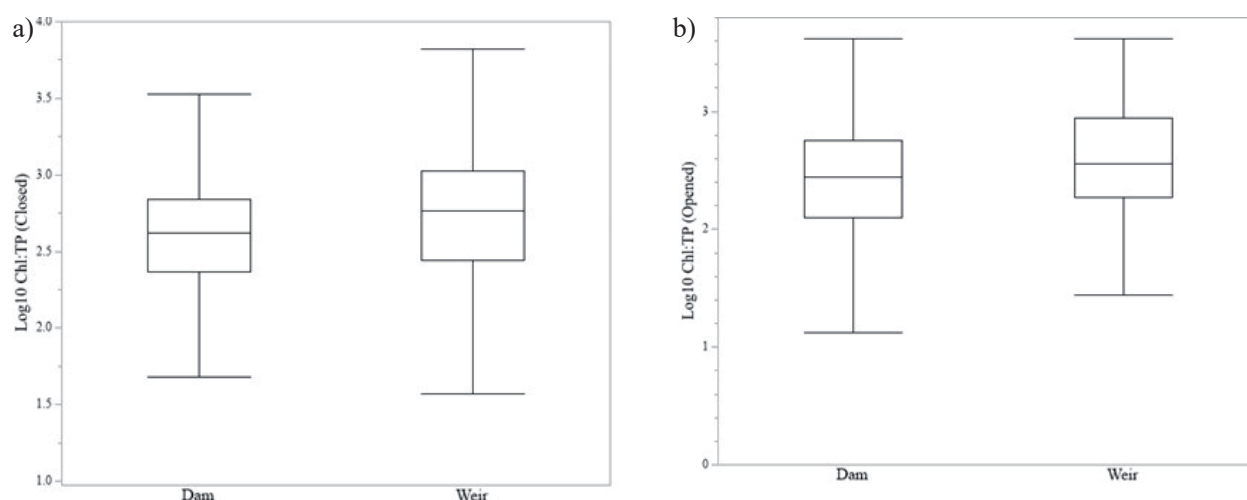 a)
Log10 Chl:TP (Closed)
4.0
3.5
3.0
2.5
2.0
1.5
1.0
Dam
Weir
b)
Log10 Chl:TP (Opened)
3
2
1
0
Dam
Weir